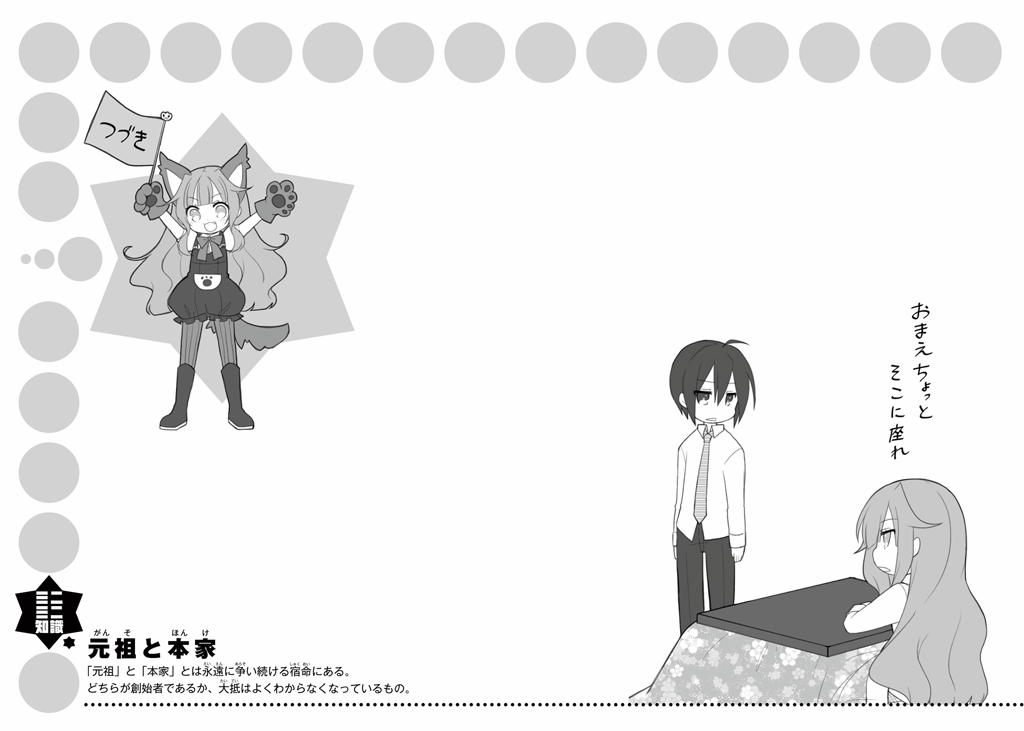 つづき
おまえちょっと
そこに座れ
ミニ
ミニ
知識
元祖と本家
「元祖」と「本家」とは永遠に争い続ける宿命にある。
どちらが創始者であるか、大抵はよくわからなくなっているもの。